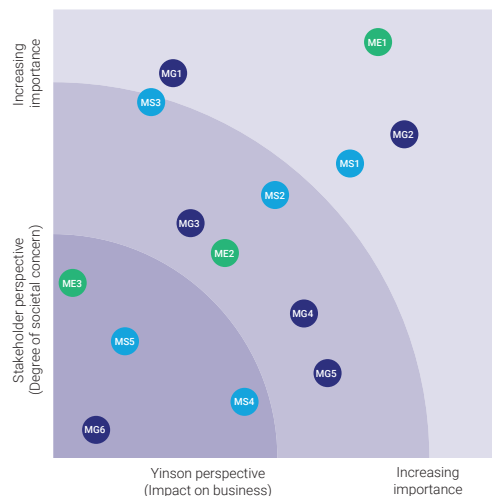 Increasing
importance
Stakeholder perspective
(Degree of societal concern)
ME1
MG1
MS3
MG2
MS1
MS2
MG3
ME2
ME3
MG4
MS5
MG5
MS4
MG6
Yinson perspective
(Impact on business)
Increasing
importance